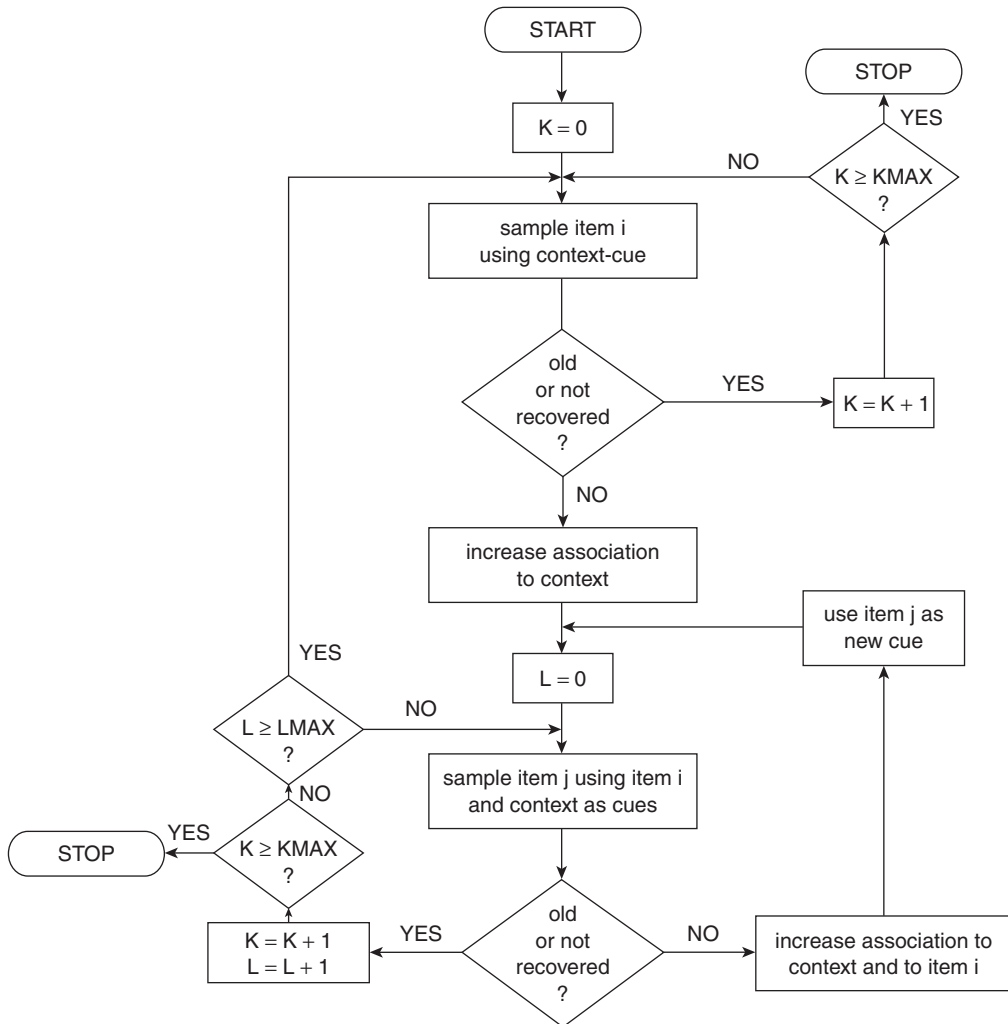 START
STOP
YES
K = 0
NO
K ≥ KMAX
?
sample item i
using context-cue
old
or not
recovered
?
YES
K = K + 1
NO
increase association
to context
use item j as
new cue
YES
L = 0
NO
L ≥ LMAX
?
sample item j using item i
and context as cues
NO
YES
STOP
K ≥ KMAX
?
old
or not
recovered
?
YES
NO
K = K + 1
L = L + 1
increase association to
context and to item i